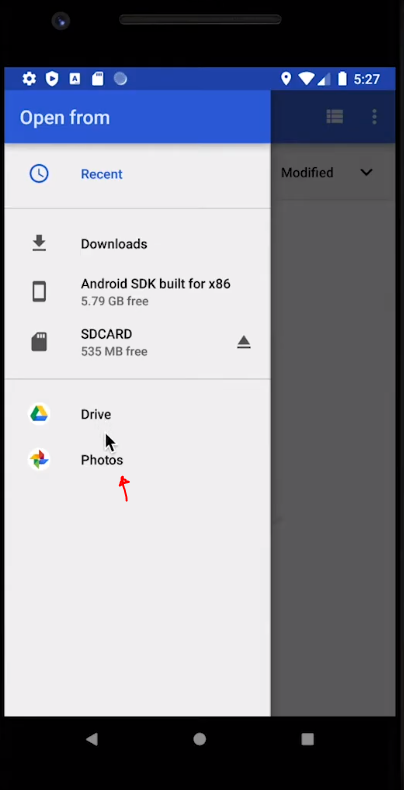 5:27
Open from
Recent
Modified
Downloads
Android SDK built for x86
5.79 GB free
SDCARD
535 MB free
Drive
Photos